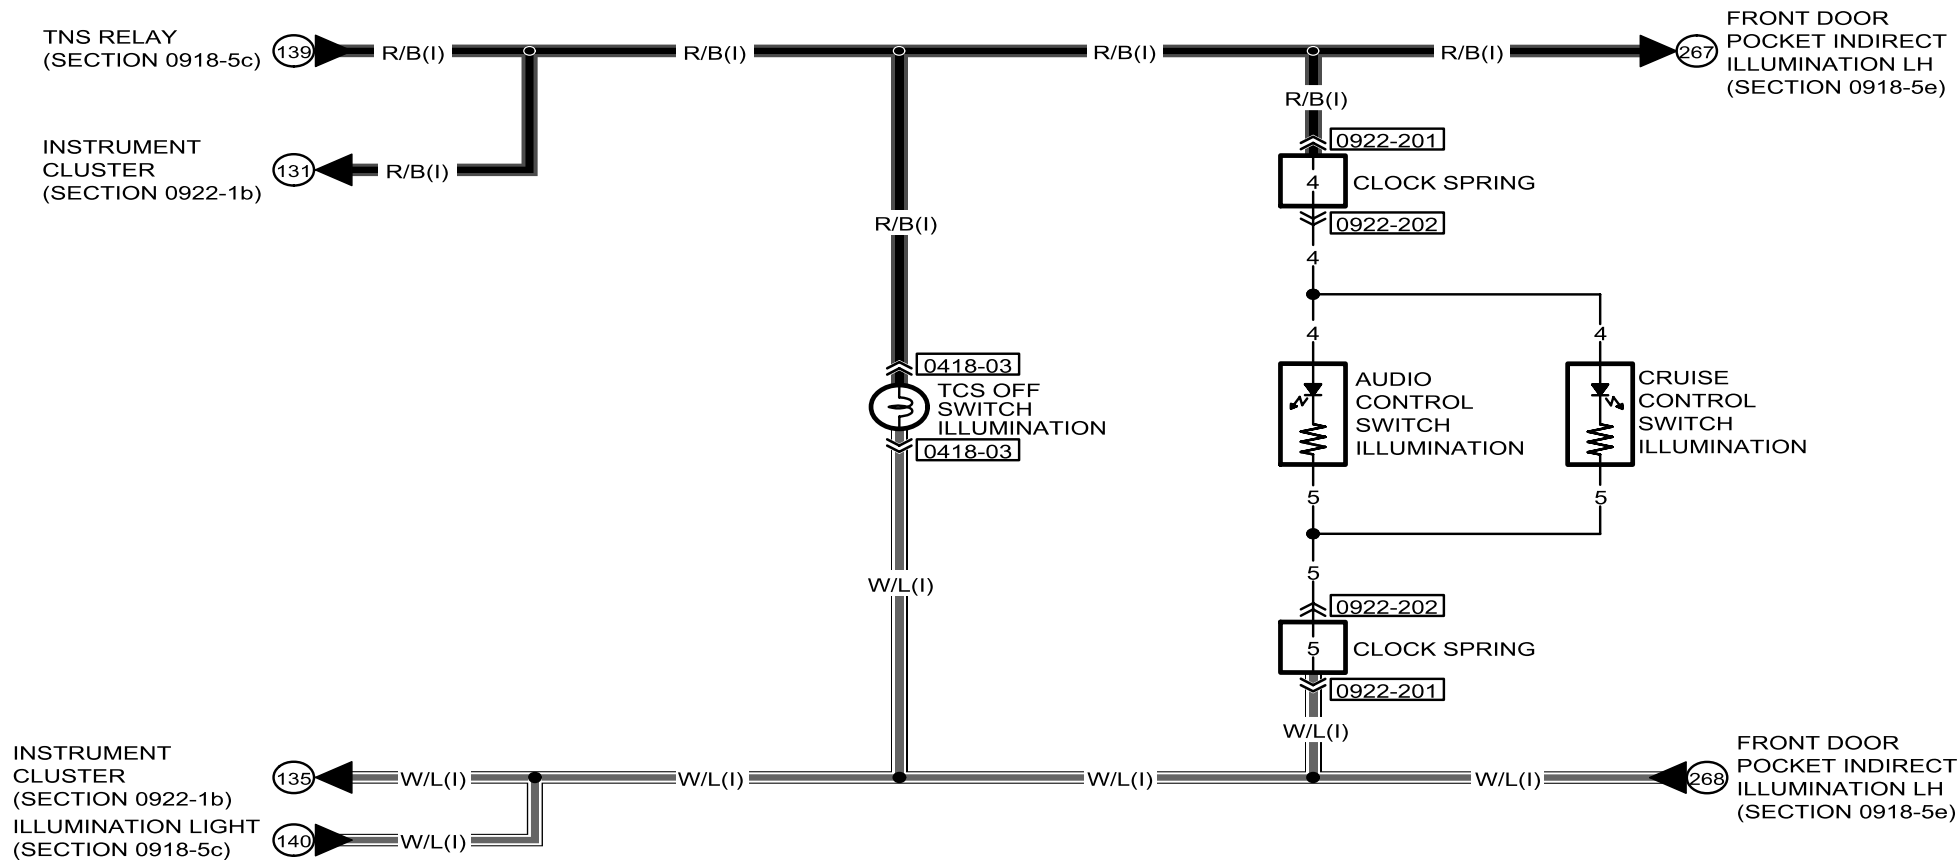 TNS RELAY
(SECTION 0918-5c)
139
R/B(I)
R/B(I)
R/B(I)
R/B(I)
267
FRONT DOOR
POCKET INDIRECT
ILLUMINATION LH
(SECTION 0918-5e)
R/B(I)
INSTRUMENT
CLUSTER
(SECTION 0922-1b)
131
R/B(I)
0922-201
4
CLOCK SPRING
0922-202
R/B(I)
4
4
4
0418-03
TCS OFF
SWITCH
ILLUMINATION
0418-03
AUDIO
CONTROL
SWITCH
ILLUMINATION
CRUISE
CONTROL
SWITCH
ILLUMINATION
5
5
5
W/L(I)
0922-202
5
CLOCK SPRING
0922-201
W/L(I)
INSTRUMENT
CLUSTER
(SECTION 0922-1b)
135
W/L(I)
W/L(I)
W/L(I)
W/L(I)
268
FRONT DOOR
POCKET INDIRECT
ILLUMINATION LH
(SECTION 0918-5e)
ILLUMINATION LIGHT
(SECTION 0918-5c)
140
W/L(I)